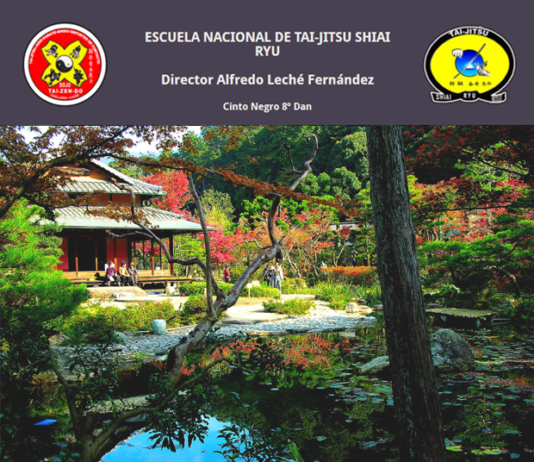 ESCUELA NACIONAL DE TAI-JITSU SHIAI
RYU
Director Alfredo Leché Fernández
Cinto Negro 8º Dan
TAI-ZEN-DO
TAI-JITSU
SHIAI RYU